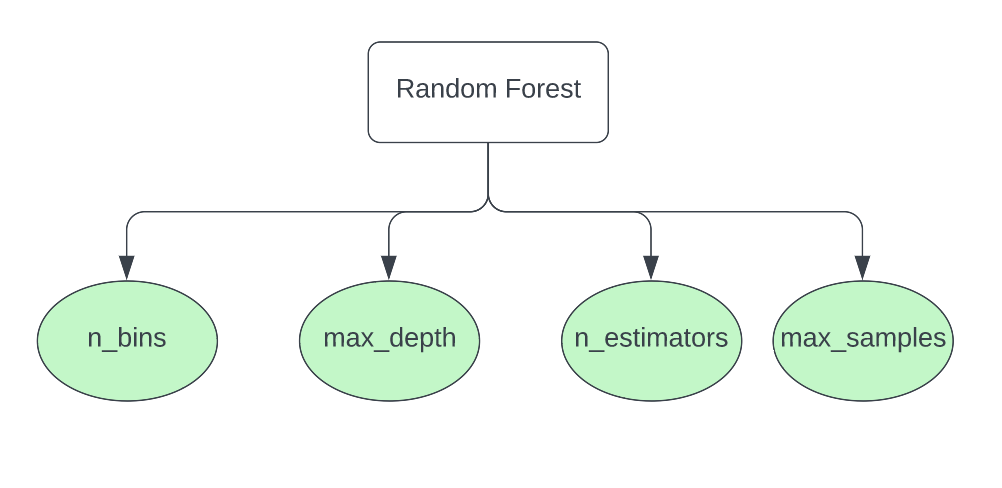 Random Forest
n_bins
max_depth
n_estimators
max_samples